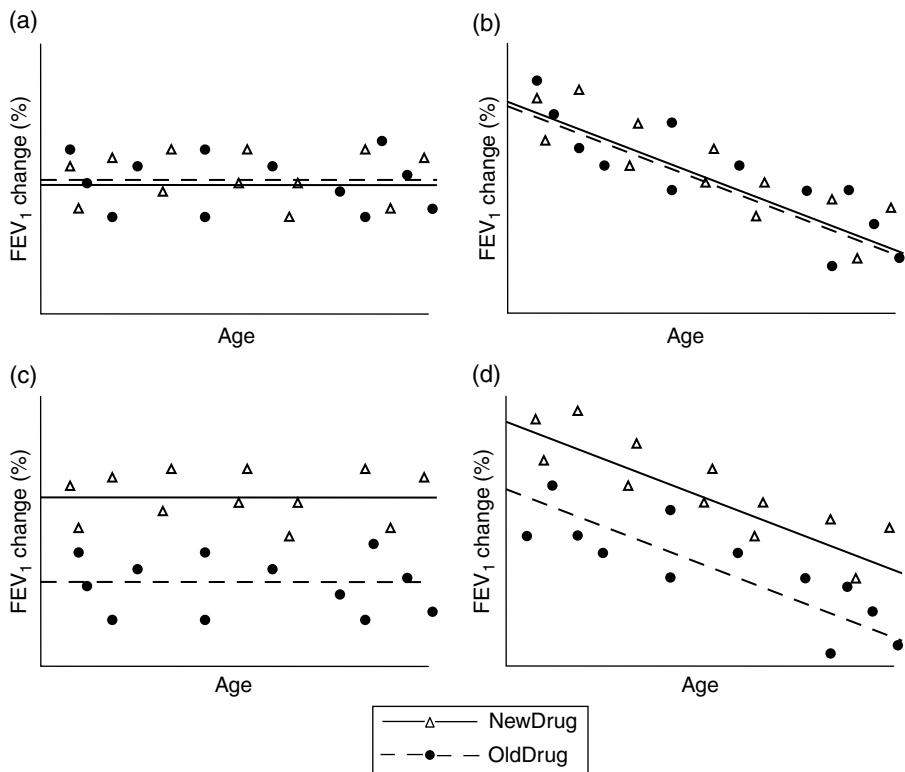 (a)
FEV₁ change (%)
Age
(b)
FEV₁ change (%)
Age
(c)
FEV₁ change (%)
Age
(d)
FEV₁ change (%)
Age
NewDrug
OldDrug